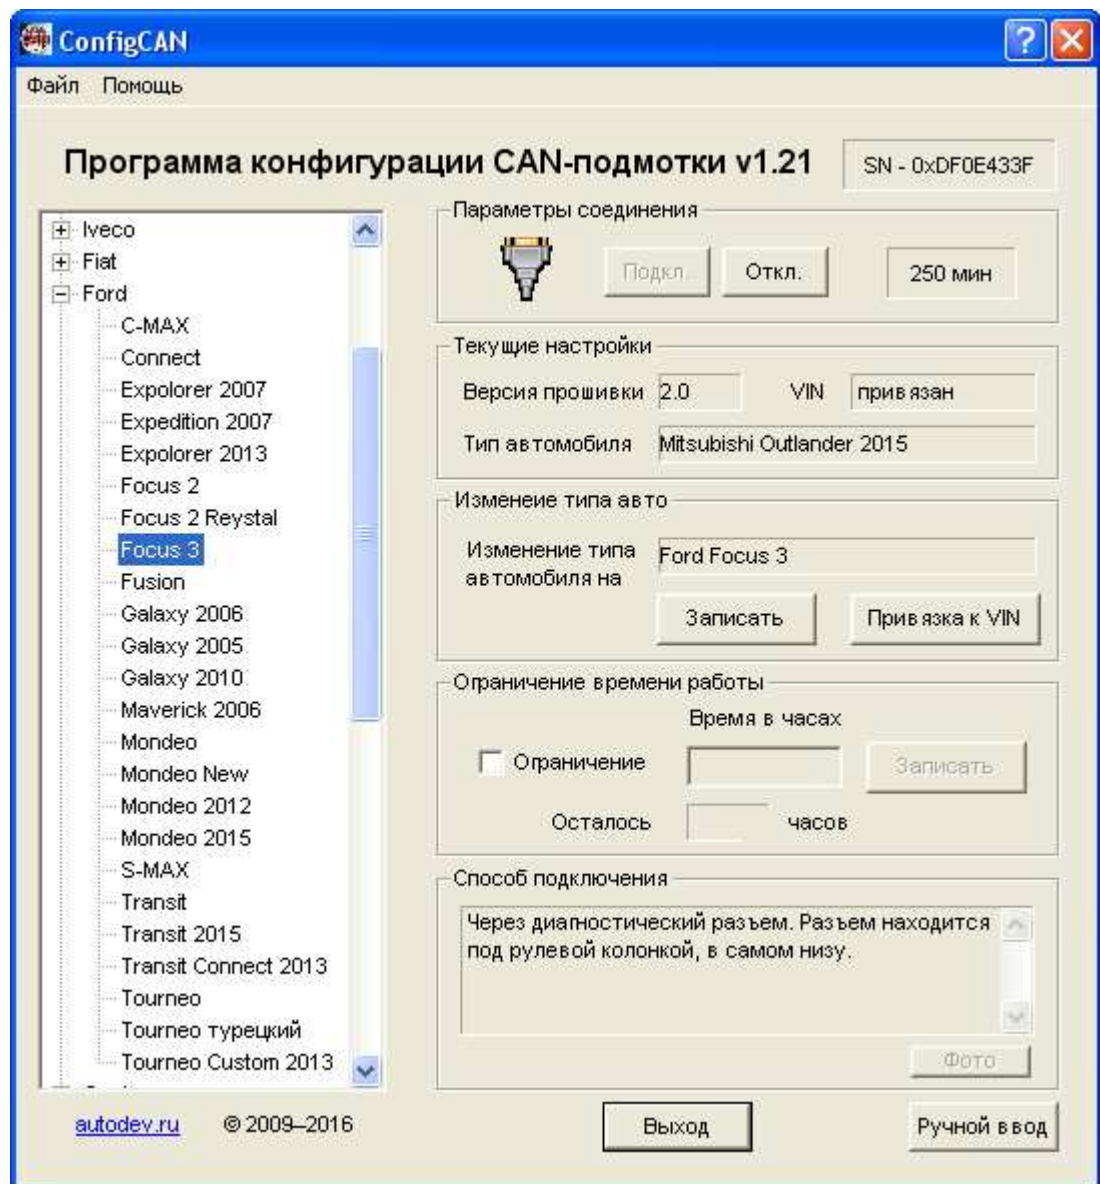 ConfigCAN
Файл Помощь
Программа конфигурации CAN-подмотки v1.21
SN - 0xDF0E433F
Iveco
Fiat
Ford
C-MAX
Connect
Expolorer 2007
Expedition 2007
Expolorer 2013
Focus 2
Focus 2 Reystal
Focus 3
Fusion
Galaxy 2006
Galaxy 2005
Galaxy 2010
Maverick 2006
Mondeo
Mondeo New
Mondeo 2012
Mondeo 2015
S-MAX
Transit
Transit 2015
Transit Connect 2013
Tourneo
Tourneo турецкий
Tourneo Custom 2013
Параметры соединения
Подкл. Откл. 250 мин
Текущие настройки
Версия прошивки 2.0 VIN привязан
Тип автомобиля Mitsubishi Outlander 2015
Изменеие типа авто
Изменение типа
автомобиля на
Ford Focus 3
Записать Привязка к VIN
Ограничение времени работы
Время в часах
Ограничение Записать
Осталось часов
Способ подключения
Через диагностический разъем. Разъем находится
под рулевой колонкой, в самом низу.
Фото
autodev.ru © 2009–2016 Выход Ручной ввод